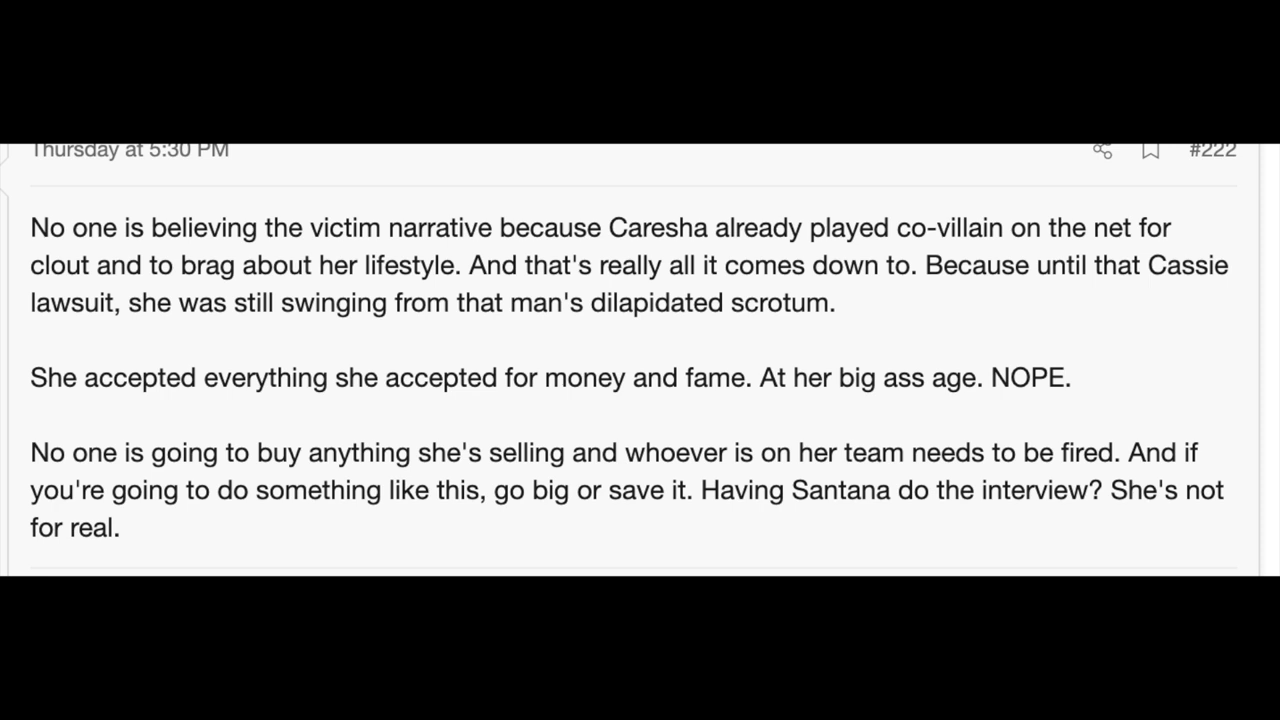 Thursday at 5:30 PM
#222
No one is believing the victim narrative because Caresha already played co-villain on the net for
clout and to brag about her lifestyle. And that's really all it comes down to. Because until that Cassie
lawsuit, she was still swinging from that man's dilapidated scrotum.
She accepted everything she accepted for money and fame. At her big ass age. NOPE.
No one is going to buy anything she's selling and whoever is on her team needs to be fired. And if
you're going to do something like this, go big or save it. Having Santana do the interview? She's not
for real.